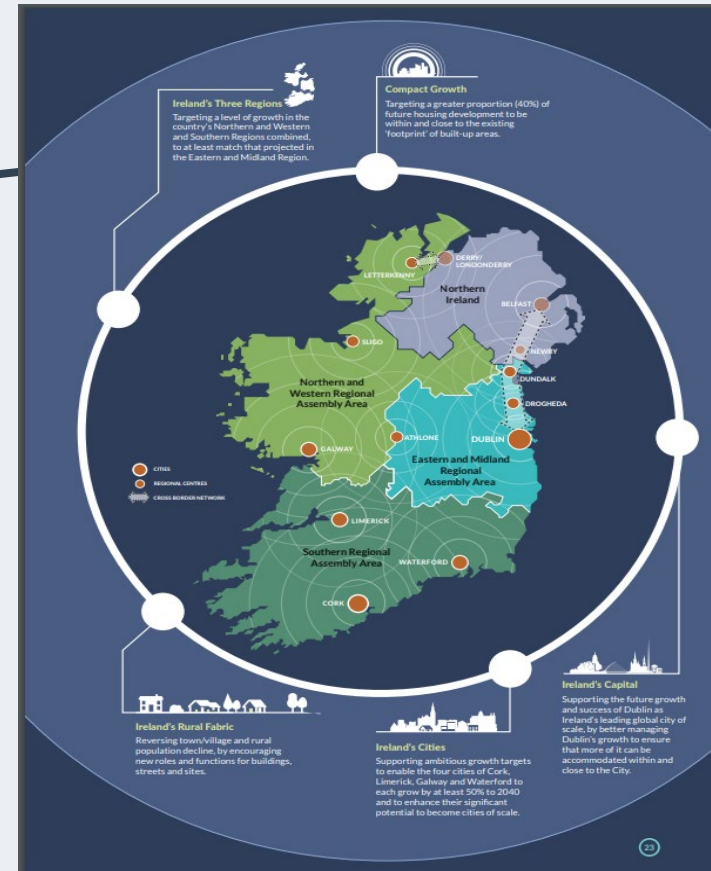 Ireland's Three Regions
Targeting a level of growth in the
country's Northern and Western
and Southern Regions combined,
to at least match that projected in
the Eastern and Midland Region.
Compact Growth
Targeting a greater proportion (40%) of
future housing development to be
within and close to the existing
'footprint' of built-up areas.
DERRY/
LONDONDERRY
LETTERKENNY
Northern
Ireland
BELFAST
SLIGO
NEWRY
DUNDALK
Northern and
Western Regional
Assembly Area
DROGHEDA
ATHLONE
DUBLIN
GALWAY
Eastern and Midland
Regional
Assembly Area
CITIES
REGIONAL CENTRES
CROSS BORDER NETWORK
LIMERICK
Southern Regional
Assembly Area
WATERFORD
CORK
Ireland's Rural Fabric
Reversing town/village and rural
population decline, by encouraging
new roles and functions for buildings,
streets and sites.
Ireland's Cities
Supporting ambitious growth targets
to enable the four cities of Cork,
Limerick, Galway and Waterford to
each grow by at least 50% to 2040
and to enhance their significant
potential to become cities of scale.
Ireland's Capital
Supporting the future growth
and success of Dublin as
Ireland's leading global city of
scale, by better managing
Dublin's growth to ensure
that more of it can be
accommodated within and
close to the City.
23